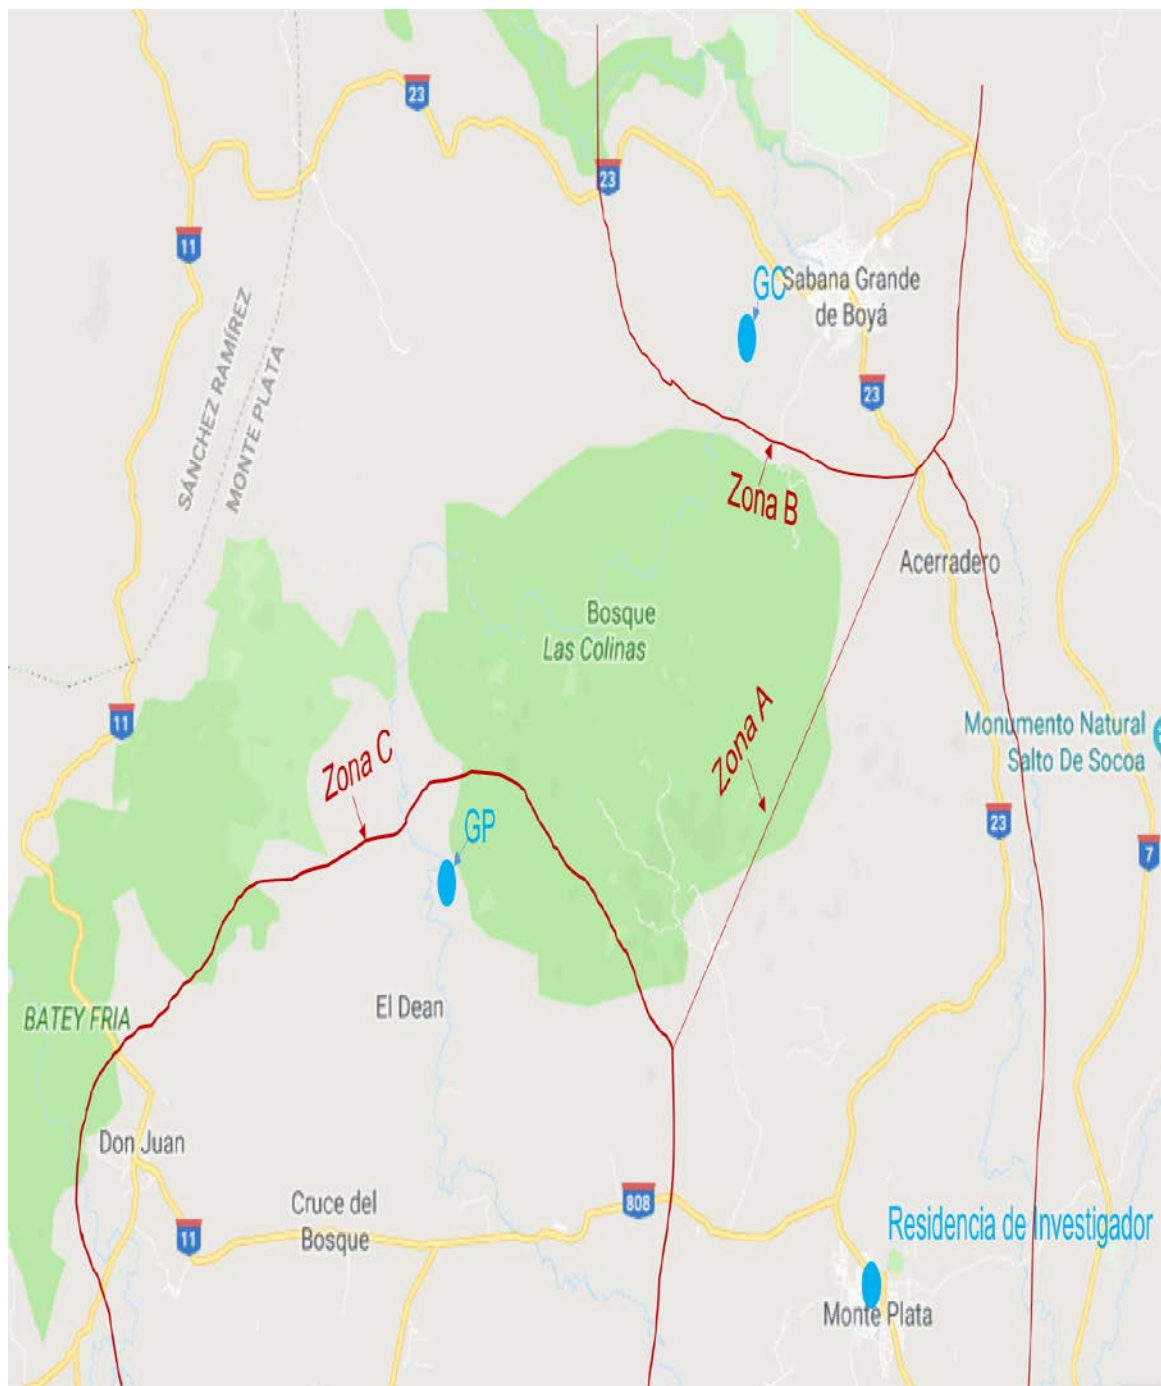 23
23
11
GC
Sabana Grande
de Boyá
SÁNCHEZ RAMÍREZ
MONTE PLATA
23
Zona B
Acerradero
Bosque
Las Colinas
11
Zona C
Zona A
Monumento Natural
Salto De Socoa
23
7
GP
El Dean
BATEY FRIA
Don Juan
Cruce del
Bosque
808
11
Residencia de Investigador
Monte Plata